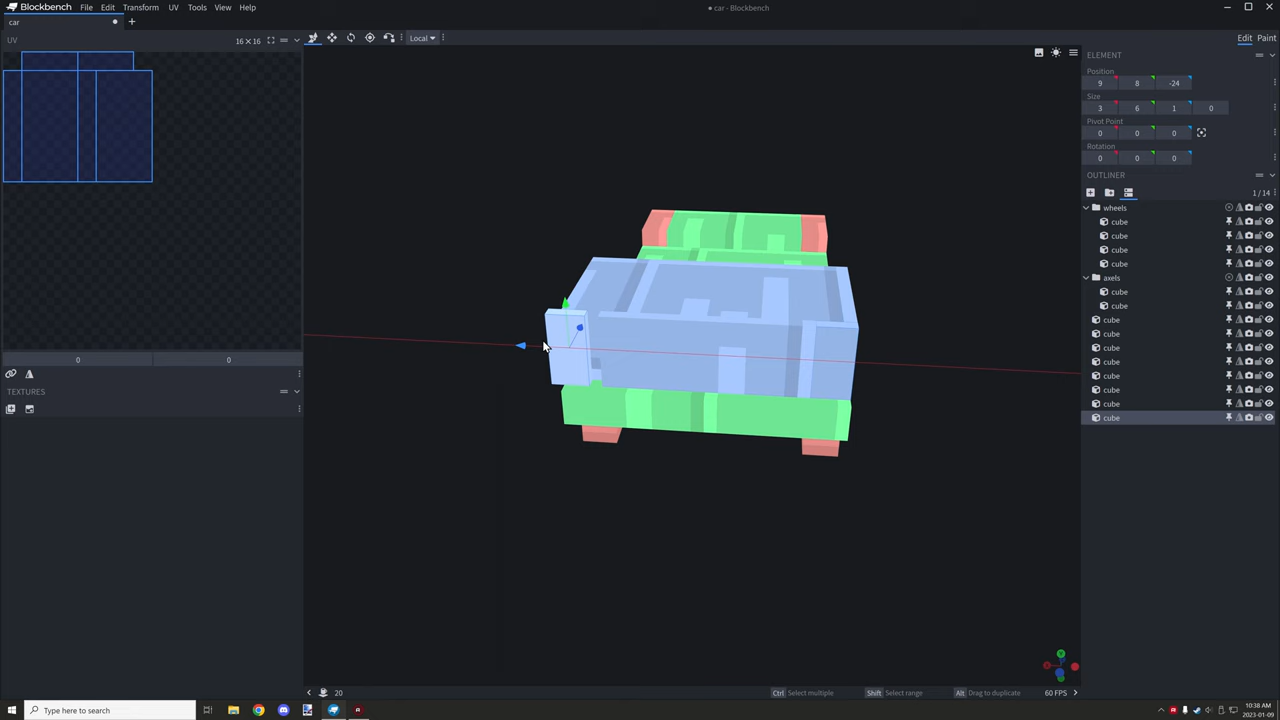 Blockbench File Edit Transform UV Tools View Help
• car - Blockbench
car
UV
16×16
Local
Edit Paint
ELEMENT
Position
9 8 -24
Size
3 6 1 0
Pivot Point
0 0 0
Rotation
0 0 0
OUTLINER
1/14
wheels
cube
cube
cube
cube
axels
cube
cube
cube
cube
cube
cube
cube
cube
cube
cube
0 0
TEXTURES
20
Ctrl Select multiple Shift Select range Alt Drag to duplicate 60 FPS
Type here to search
10:38 AM
2023-01-09